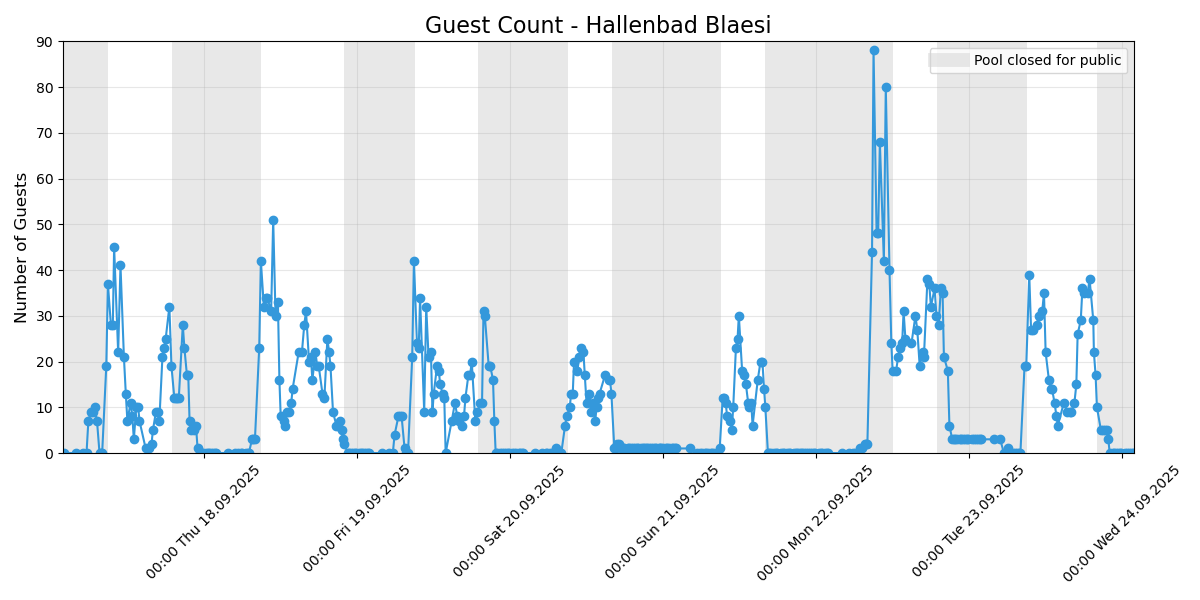 Guest Count - Hallenbad Blaesi
Pool closed for public
Number of Guests
90
80
70
60
50
40
30
20
10
0
00:00 Thu 18.09.2025
00:00 Fri 19.09.2025
00:00 Sat 20.09.2025
00:00 Sun 21.09.2025
00:00 Mon 22.09.2025
00:00 Tue 23.09.2025
00:00 Wed 24.09.2025